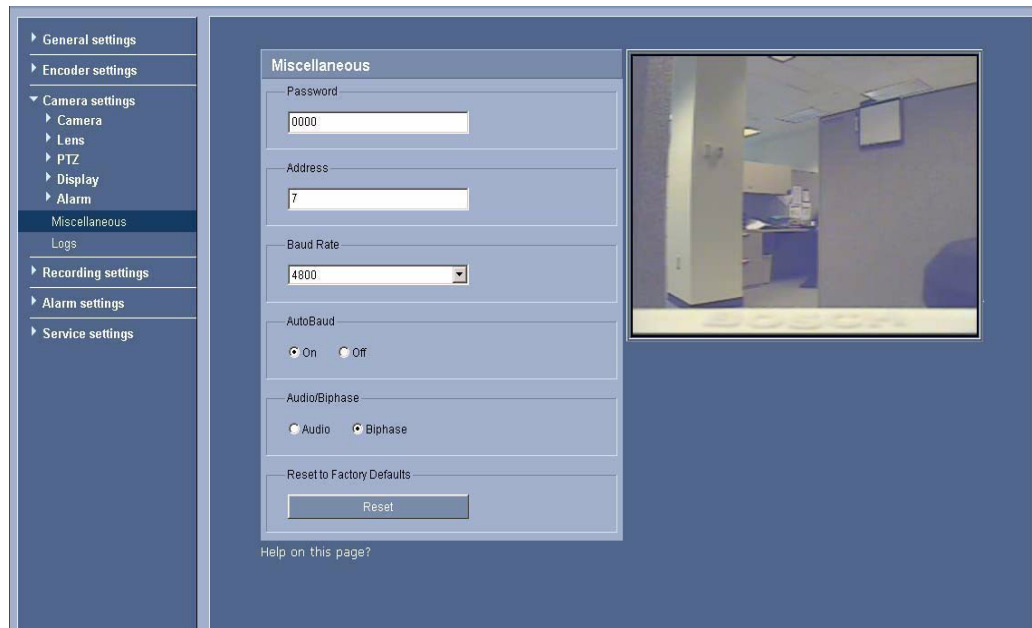 General settings
Encoder settings
Camera settings
Camera
Lens
PTZ
Display
Alarm
Miscellaneous
Logs
Recording settings
Alarm settings
Service settings
Miscellaneous
Password
0000
Address
7
Baud Rate
4800
AutoBaud
On Off
Audio/Biphase
Audio Biphase
Reset to Factory Defaults
Reset
Help on this page?